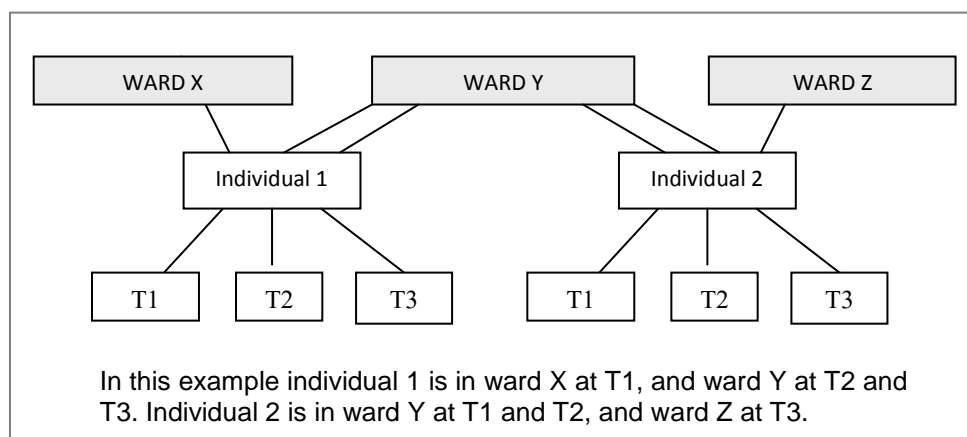 WARD X
WARD Y
WARD Z
Individual 1
Individual 2
T1
T2
T3
T1
T2
T3
In this example individual 1 is in ward X at T1, and ward Y at T2 and
T3. Individual 2 is in ward Y at T1 and T2, and ward Z at T3.